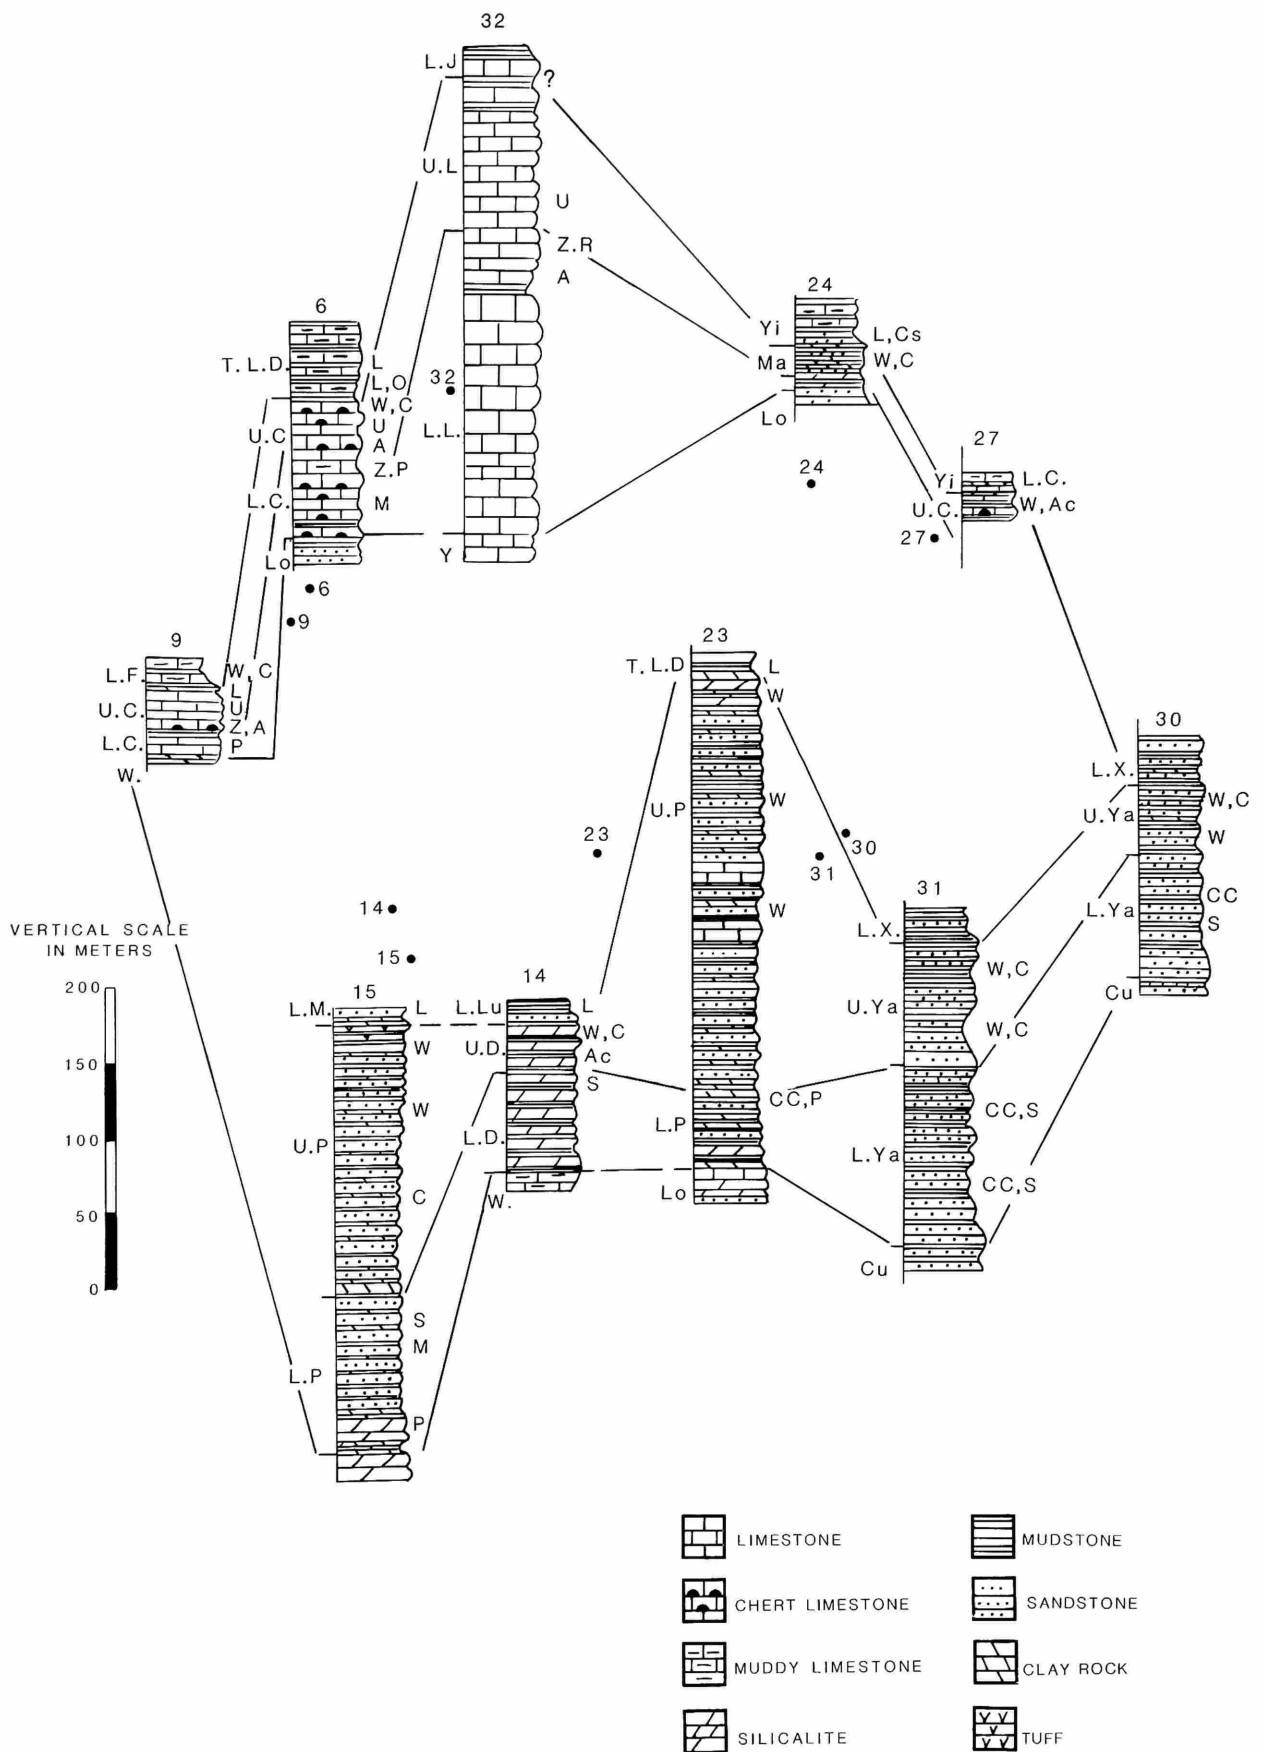 32
L.J
?
U.L
U
Z.R
A
32
L.L.
Y
6
T. L.D.
L
L,O
W,C
U.C
U
A
Z.P
L.C.
M
Lo
6
9
24
Yi
L,Cs
Ma
W,C
Lo
24
27
Yi
L.C.
U.C.
W,Ac
27
9
L.F.
W,C
L
U.C.
U
Z,A
L.C.
P
W.
23
T. L.D
L
W
U.P
W
W
CC,P
L.P
Lo
23
30
31
30
L.X.
W,C
U.Ya
W
CC
L.Ya
S
Cu
31
L.X.
W,C
U.Ya
W,C
CC,S
L.Ya
CC,S
Cu
14
15
VERTICAL SCALE
IN METERS
200
150
100
50
0
15
L.M.
L
W
W
U.P
C
S
M
L.P
P
14
L.Lu
L
W,C
U.D.
Ac
S
L.D.
W.
LIMESTONE
MUDSTONE
CHERT LIMESTONE
SANDSTONE
MUDDY LIMESTONE
CLAY ROCK
SILICALITE
TUFF